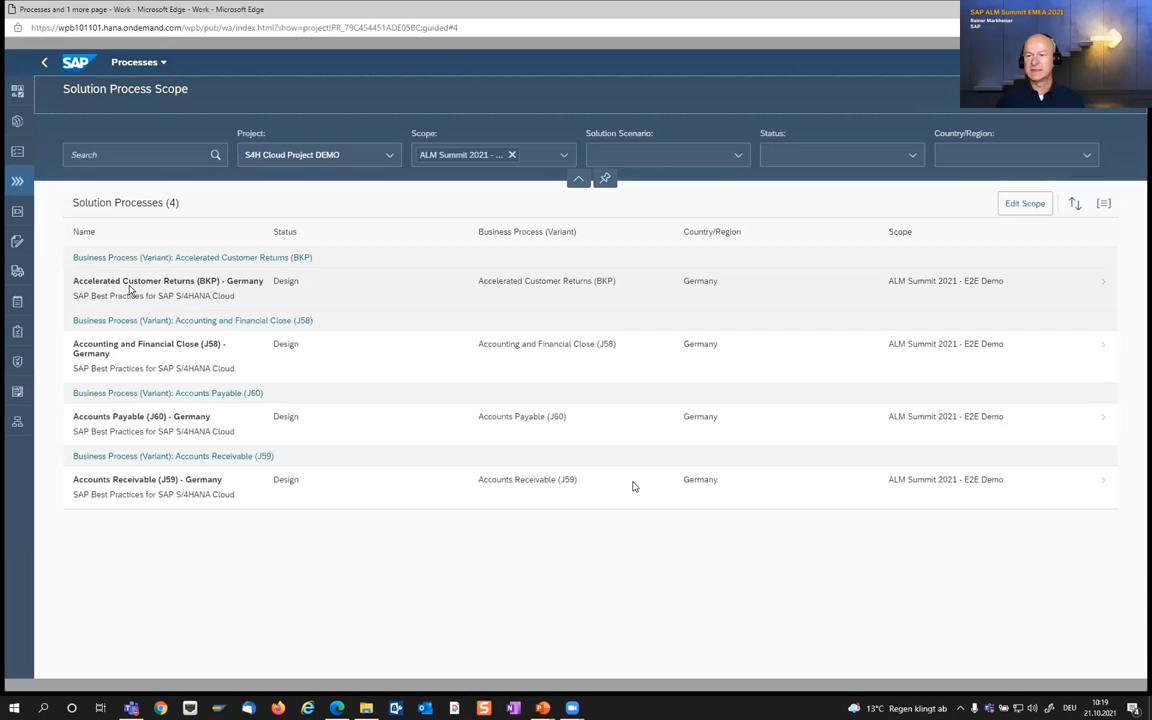 Processes and 1 more page - Work - Microsoft Edge - Work - Microsoft Edge
https://wpb101101.hana.ondemand.com/wpb/pub/wa/index.html?show=project!PR_79C454451ADE05BC:guided#4
SAP ALM Summit EMEA 2021
Rainer Markheiser
SAP
SAP Processes
Solution Process Scope
Project: Scope: Solution Scenario: Status: Country/Region:
Search S4H Cloud Project DEMO ALM Summit 2021 - ...
Solution Processes (4) Edit Scope
Name Status Business Process (Variant) Country/Region Scope
Business Process (Variant): Accelerated Customer Returns (BKP)
Accelerated Customer Returns (BKP) - Germany Design Accelerated Customer Returns (BKP) Germany ALM Summit 2021 - E2E Demo
SAP Best Practices for SAP S/4HANA Cloud
Business Process (Variant): Accounting and Financial Close (J58)
Accounting and Financial Close (J58) - Design Accounting and Financial Close (J58) Germany ALM Summit 2021 - E2E Demo
Germany
SAP Best Practices for SAP S/4HANA Cloud
Business Process (Variant): Accounts Payable (J60)
Accounts Payable (J60) - Germany Design Accounts Payable (J60) Germany ALM Summit 2021 - E2E Demo
SAP Best Practices for SAP S/4HANA Cloud
Business Process (Variant): Accounts Receivable (J59)
Accounts Receivable (J59) - Germany Design Accounts Receivable (J59) Germany ALM Summit 2021 - E2E Demo
SAP Best Practices for SAP S/4HANA Cloud
13°C Regen klingt ab DEU 10:19
21.10.2021